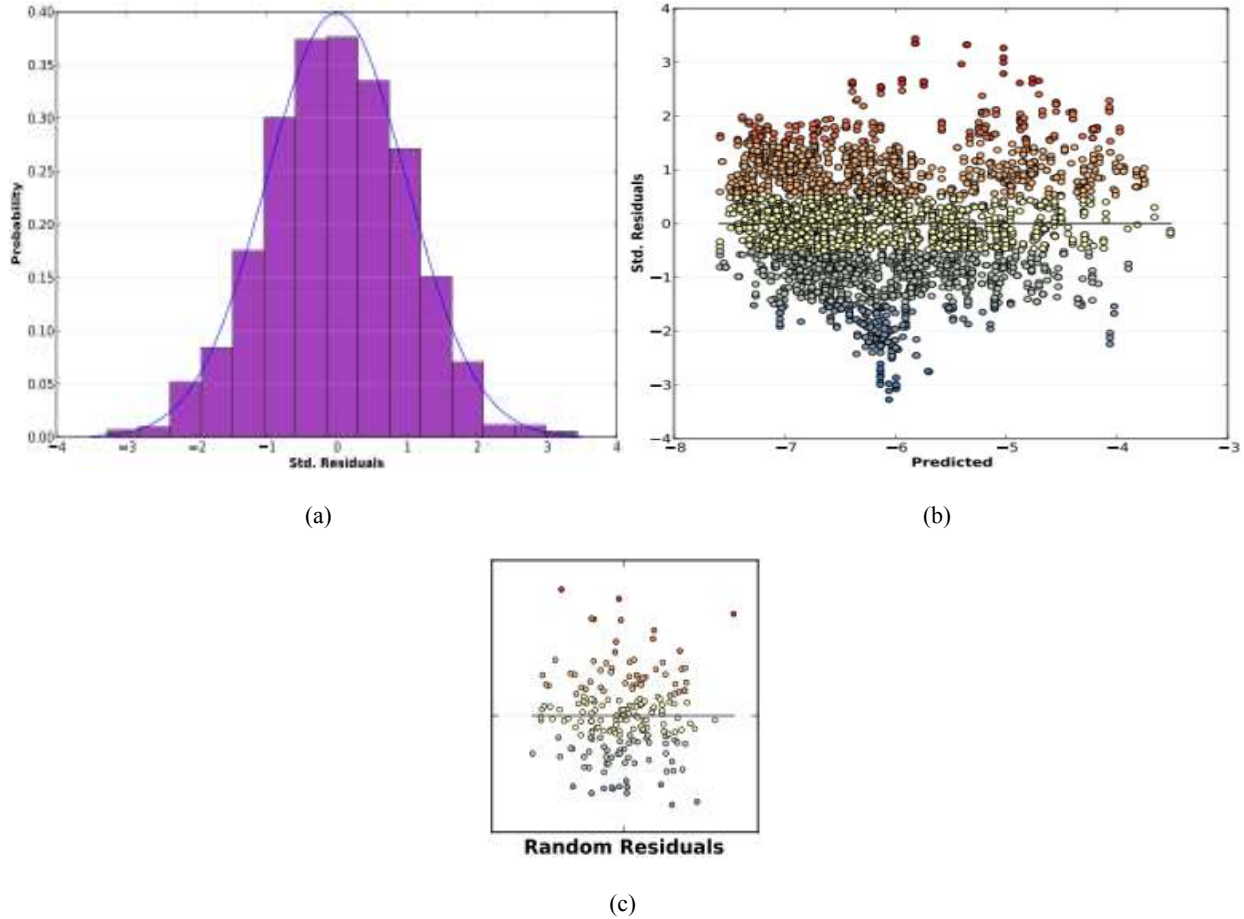 0.40
0.35
0.30
0.25
0.20
0.15
0.10
0.05
0.00
Probability
−4 −3 −2 −1 0 1 2 3 4
Std. Residuals
(a)
4
3
2
1
0
−1
−2
−3
−4
Std. Residuals
−8 −7 −6 −5 −4 −3
Predicted
(b)
Random Residuals
(c)